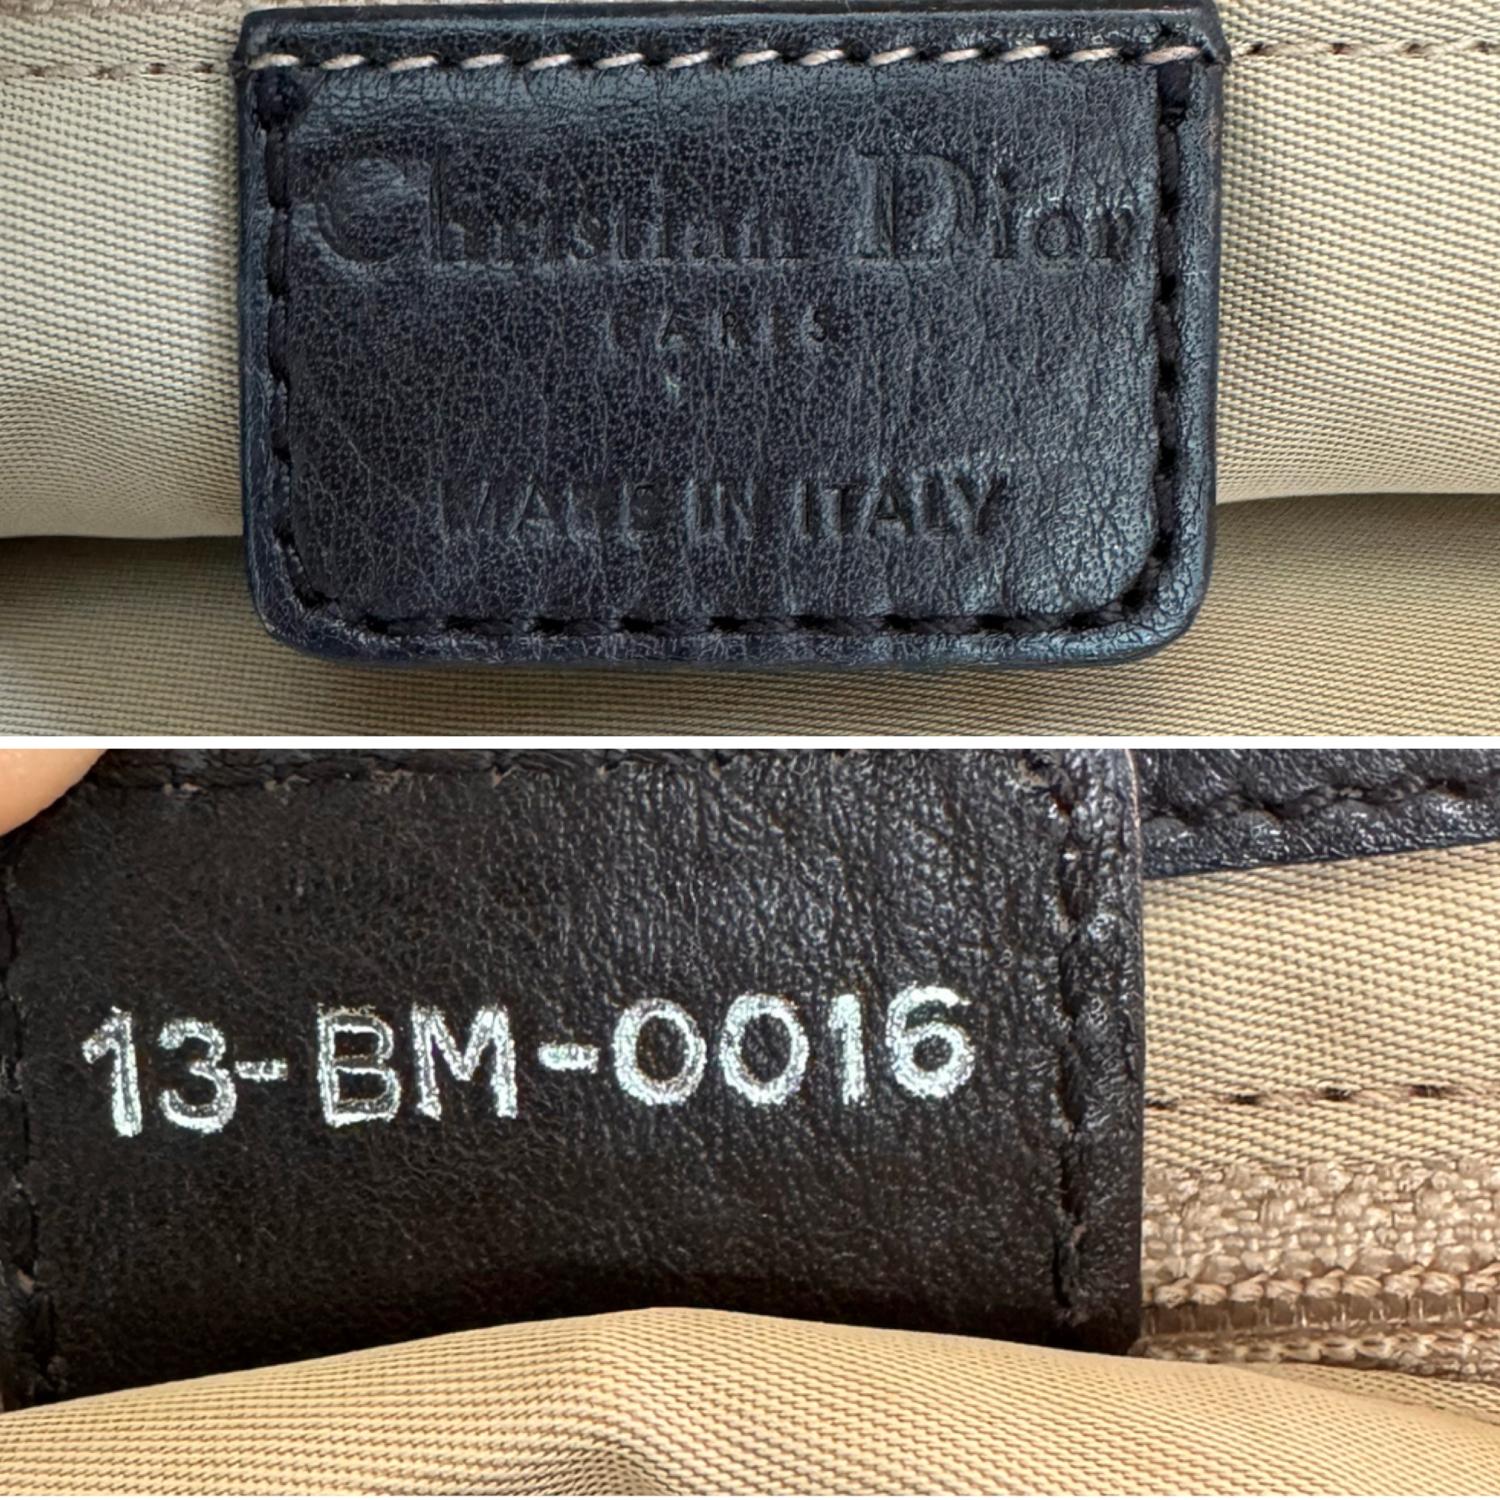 Christian Dior
PARIS
MADE IN ITALY
13-BM-0016